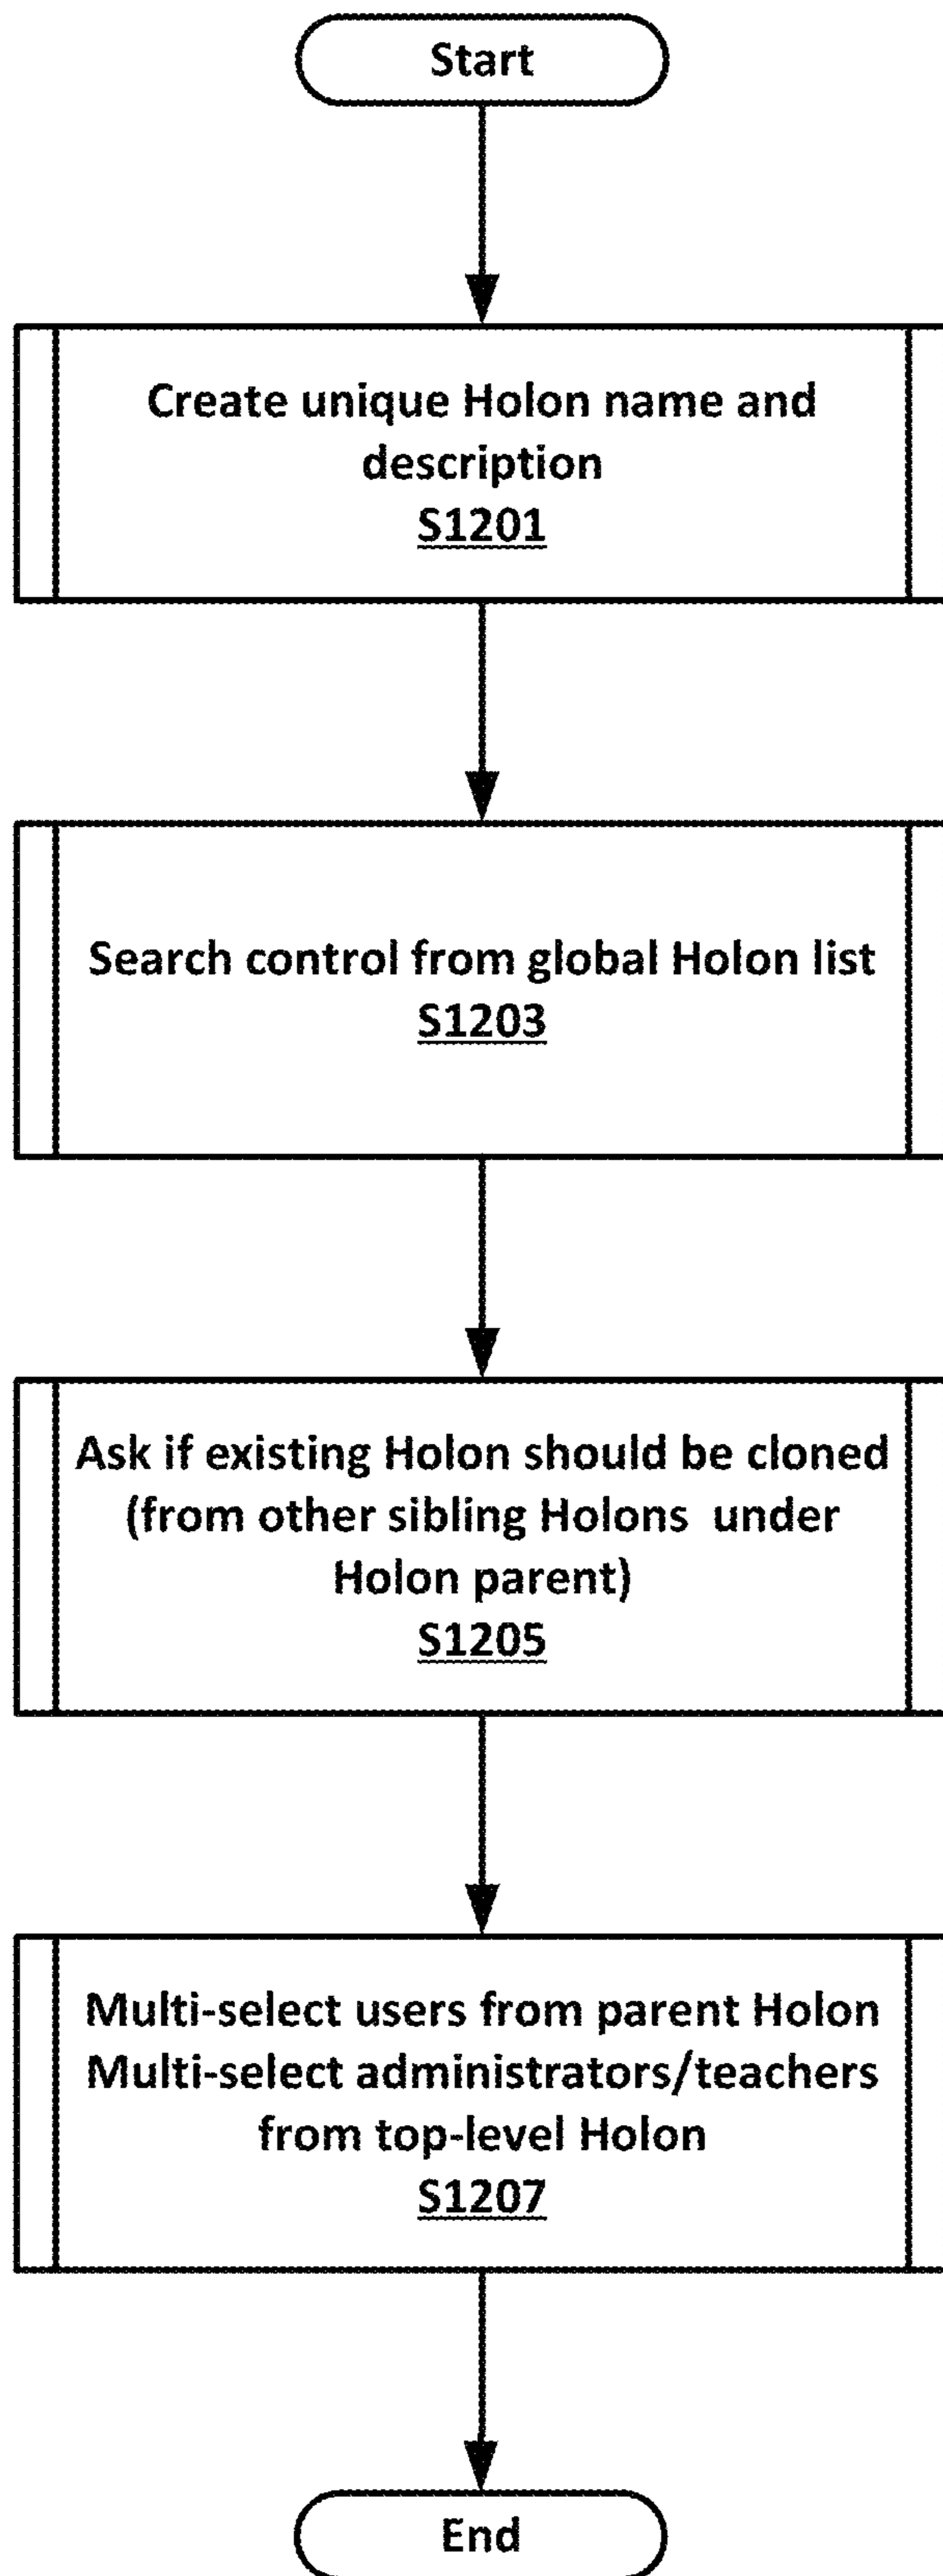 Start
Create unique Holon name and
description
S1201
Search control from global Holon list
S1203
Ask if existing Holon should be cloned
(from other sibling Holons under
Holon parent)
S1205
Multi-select users from parent Holon
Multi-select administrators/teachers
from top-level Holon
S1207
End